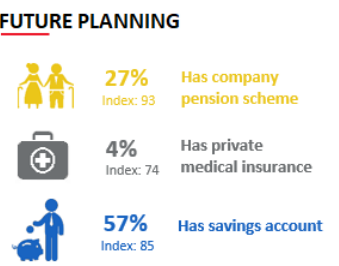 FUTURE PLANNING
27% Has company
Index: 93 pension scheme
4% Has private
Index: 74 medical insurance
57% Has savings account
Index: 85